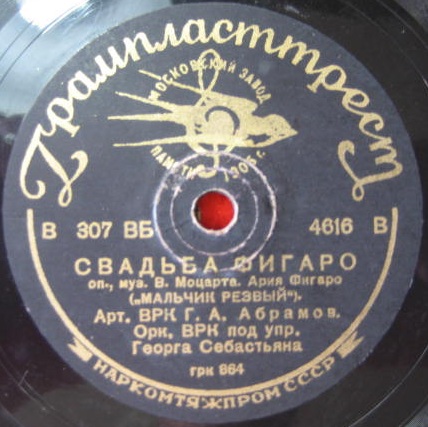 Грампласттрест
МОСКОВСКИЙ ЗАВОД
ПАМЯТИ 1905 г.
В 307 ВБ 4616 В
СВАДЬБА ФИГАРО
оп., муз. В. Моцарта. Ария Фигаро
(„МАЛЬЧИК РЕЗВЫЙ“).
Арт. ВРК Г. А. Абрамов.
Орк. ВРК под упр.
Георга Себастьяна
грк 864
НАРКОМТЯЖПРОМ СССР